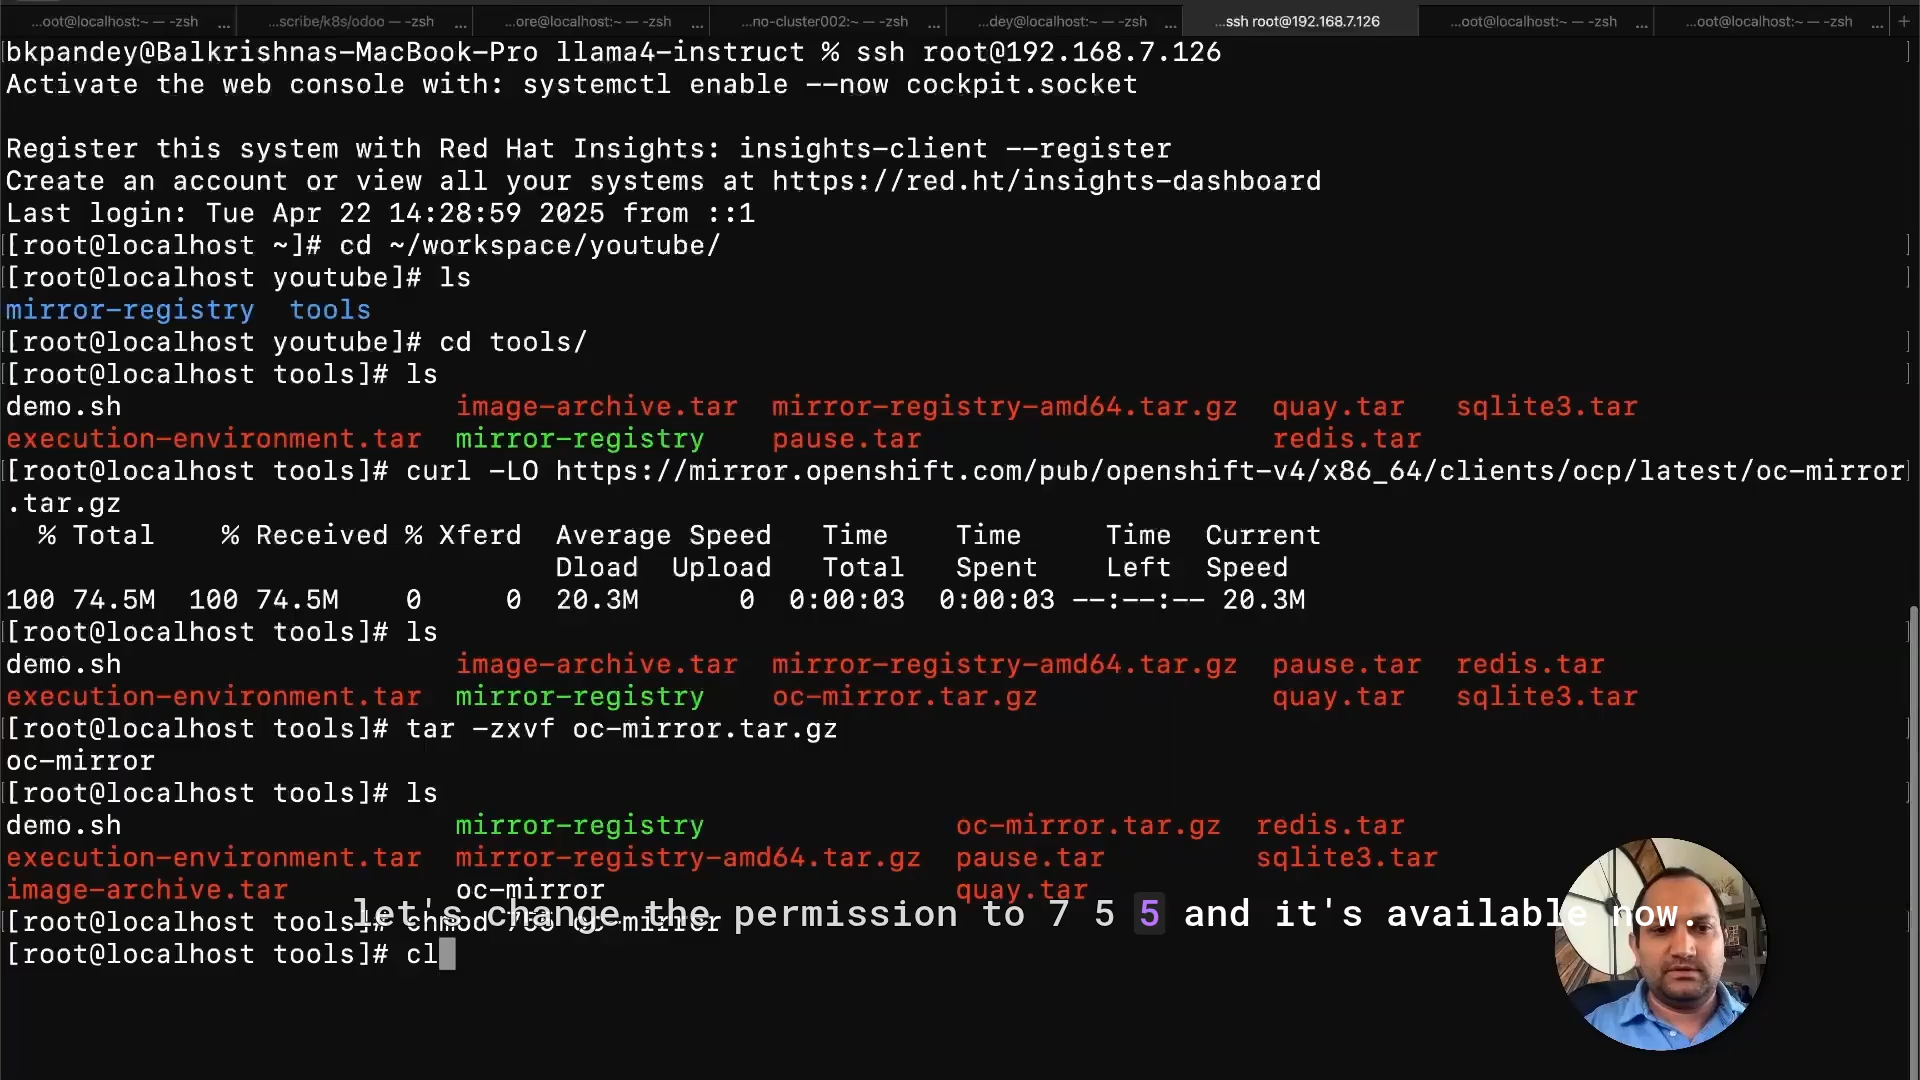 ...oot@localhost:~ — -zsh ... ...scribe/k8s/odoo — -zsh ... ...ore@localhost:~ — -zsh ... ...no-cluster002:~ — -zsh ... ...dey@localhost:~ — -zsh ... ...ssh root@192.168.7.126 ...oot@localhost:~ — -zsh ... ...oot@localhost:~ — -zsh ... +
bkpandey@Balkrishnas-MacBook-Pro llama4-instruct % ssh root@192.168.7.126
Activate the web console with: systemctl enable --now cockpit.socket
Register this system with Red Hat Insights: insights-client --register
Create an account or view all your systems at https://red.ht/insights-dashboard
Last login: Tue Apr 22 14:28:59 2025 from ::1
[root@localhost ~]# cd ~/workspace/youtube/
[root@localhost youtube]# ls
mirror-registry tools
[root@localhost youtube]# cd tools/
[root@localhost tools]# ls
demo.sh image-archive.tar mirror-registry-amd64.tar.gz quay.tar sqlite3.tar
execution-environment.tar mirror-registry pause.tar redis.tar
[root@localhost tools]# curl -LO https://mirror.openshift.com/pub/openshift-v4/x86_64/clients/ocp/latest/oc-mirror
.tar.gz
% Total % Received % Xferd Average Speed Time Time Time Current
Dload Upload Total Spent Left Speed
100 74.5M 100 74.5M 0 0 20.3M 0 0:00:03 0:00:03 --:--:-- 20.3M
[root@localhost tools]# ls
demo.sh image-archive.tar mirror-registry-amd64.tar.gz pause.tar redis.tar
execution-environment.tar mirror-registry oc-mirror.tar.gz quay.tar sqlite3.tar
[root@localhost tools]# tar -zxvf oc-mirror.tar.gz
oc-mirror
[root@localhost tools]# ls
demo.sh mirror-registry oc-mirror.tar.gz redis.tar
execution-environment.tar mirror-registry-amd64.tar.gz pause.tar sqlite3.tar
image-archive.tar oc-mirror quay.tar
[root@localhost tools]# chmod 755 oc-mirror
let's change the permission to 7 5 5 and it's available now.
[root@localhost tools]# cl